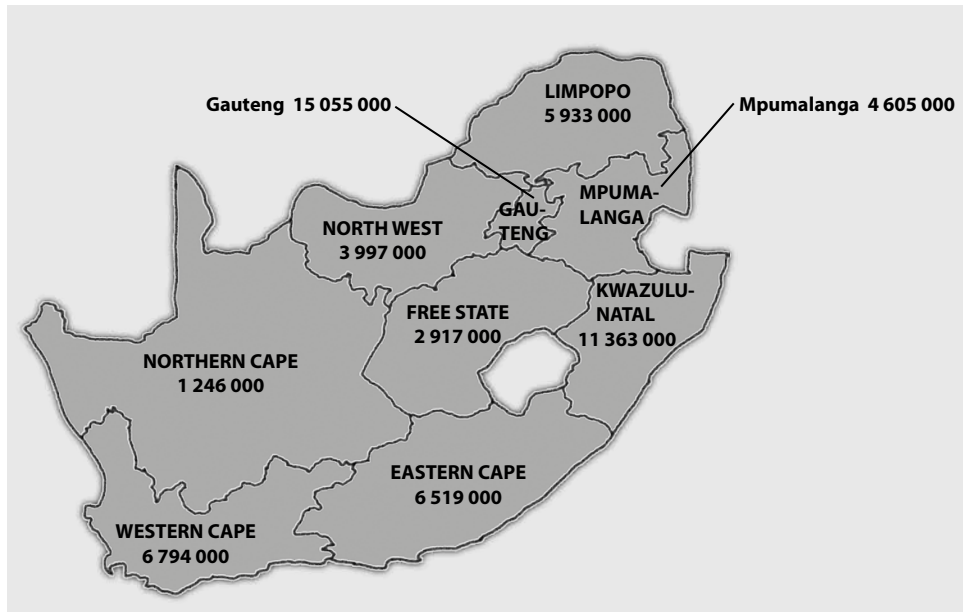 LIMPOPO
5 933 000
Gauteng 15 055 000
Mpumalanga 4 605 000
MPUMA-
LANGA
GAU-
TENG
NORTH WEST
3 997 000
KWAZULU-
NATAL
11 363 000
FREE STATE
2 917 000
NORTHERN CAPE
1 246 000
EASTERN CAPE
6 519 000
WESTERN CAPE
6 794 000